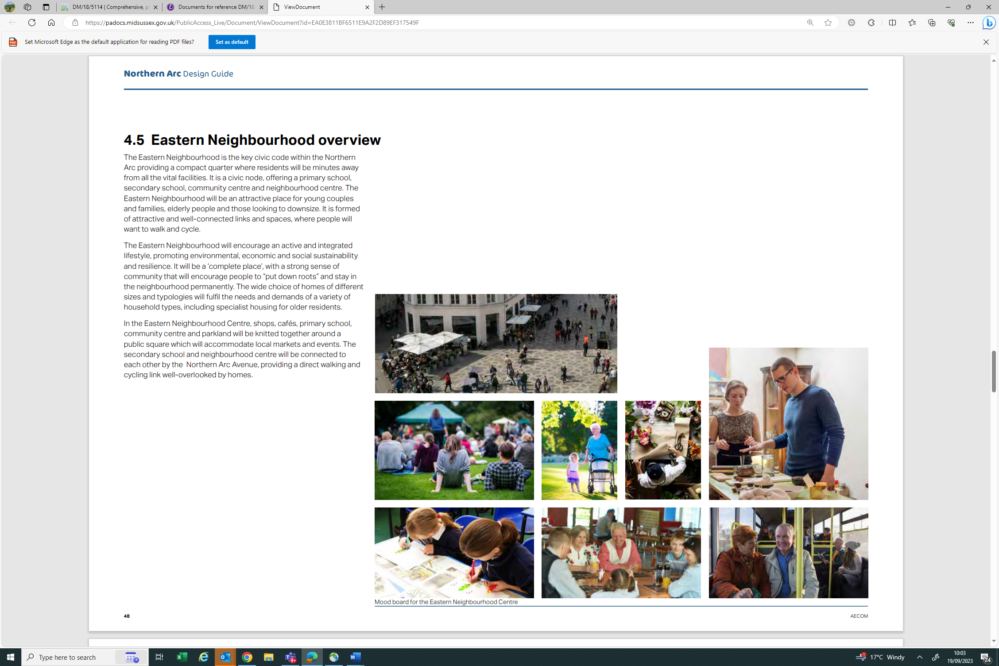 DM/18/5114 | Comprehensive, p
Documents for reference DM/18
ViewDocument
https://padocs.midsussex.gov.uk/PublicAccess_Live/Document/ViewDocument?id=EA0E3811BF6511E9A2F2D89EF317549F
PDF
Set Microsoft Edge as the default application for reading PDF files?
Set as default
Northern Arc Design Guide
4.5 Eastern Neighbourhood overview
The Eastern Neighbourhood is the key civic code within the Northern
Arc providing a compact quarter where residents will be minutes away
from all the vital facilities. It is a civic node, offering a primary school,
secondary school, community centre and neighbourhood centre. The
Eastern Neighbourhood will be an attractive place for young couples
and families, elderly people and those looking to downsize. It is formed
of attractive and well-connected links and spaces, where people will
want to walk and cycle.
The Eastern Neighbourhood will encourage an active and integrated
lifestyle, promoting environmental, economic and social sustainability
and resilience. It will be a ‘complete place’, with a strong sense of
community that will encourage people to “put down roots” and stay in
the neighbourhood permanently. The wide choice of homes of different
sizes and typologies will fulfil the needs and demands of a variety of
household types, including specialist housing for older residents.
In the Eastern Neighbourhood Centre, shops, cafés, primary school,
community centre and parkland will be knitted together around a
public square which will accommodate local markets and events. The
secondary school and neighbourhood centre will be connected to
each other by the Northern Arc Avenue, providing a direct walking and
cycling link well-overlooked by homes.
Mood board for the Eastern Neighbourhood Centre
48
AECOM
Type here to search
9+
1
17°C Windy
10:03
19/09/2023
24